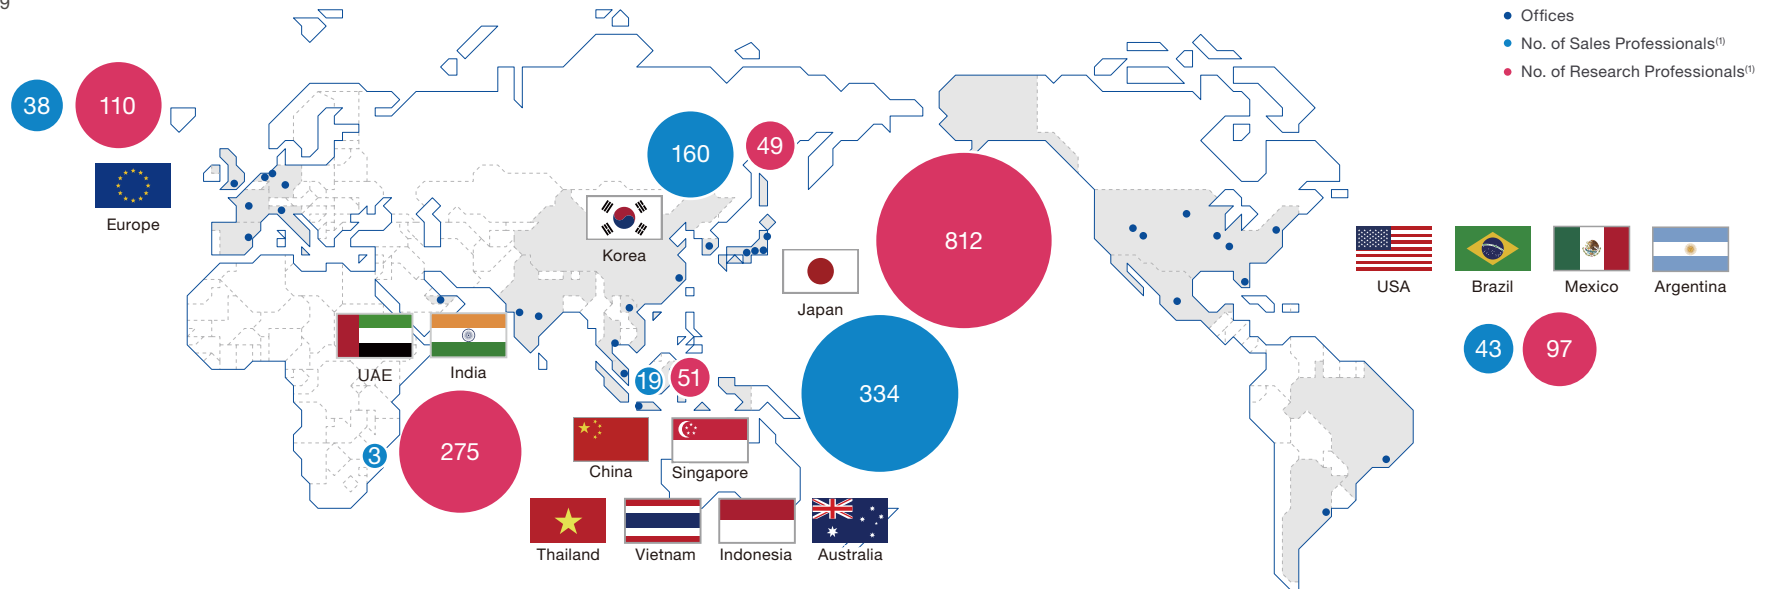 g
Offices
No. of Sales Professionals(1)
No. of Research Professionals(1)
38
110
Europe
160
49
Korea
812
Japan
334
USA
Brazil
Mexico
Argentina
43
97
UAE
India
3
275
19
51
China
Singapore
Thailand
Vietnam
Indonesia
Australia